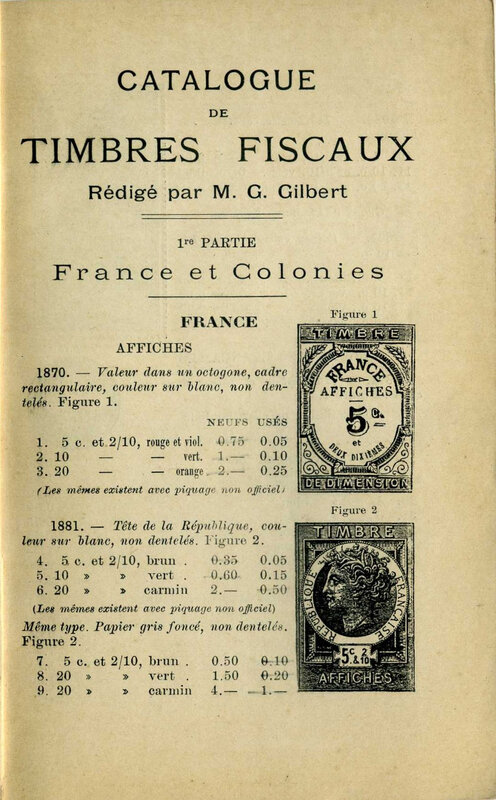 CATALOGUE
DE
TIMBRES FISCAUX
Rédigé par M. G. Gilbert
1re PARTIE
France et Colonies
FRANCE
AFFICHES
1870. — Valeur dans un octogone, cadre
rectangulaire, couleur sur blanc, non den-
telés. Figure 1.
NEUFS USÉS
1. 5 c. et 2/10, rouge et viol. 0.75 0.05
2. 10 — — vert. 1.— 0.10
3. 20 — — orange. 2.— 0.25
(Les mêmes existent avec piquage non officiel)
1881. — Tête de la République, cou-
leur sur blanc, non dentelés. Figure 2.
4. 5 c. et 2/10, brun . 0.35 0.05
5. 10 » » vert . 0.60 0.15
6. 20 » » carmin 2.— 0.50
(Les mêmes existent avec piquage non officiel)
Même type. Papier gris foncé, non dentelés.
Figure 2.
7. 5 c. et 2/10, brun . 0.50 0.10
8. 20 » » vert . 1.50 0.20
9. 20 » » carmin 4.— 1.—
Figure 1
TIMBRE
FRANCE
AFFICHES
5 c.
et
DEUX DIXIÈMES
DE DIMENSION
Figure 2
TIMBRE
RÉPUBLIQUE FRANÇAISE
5c 2
&10
AFFICHES